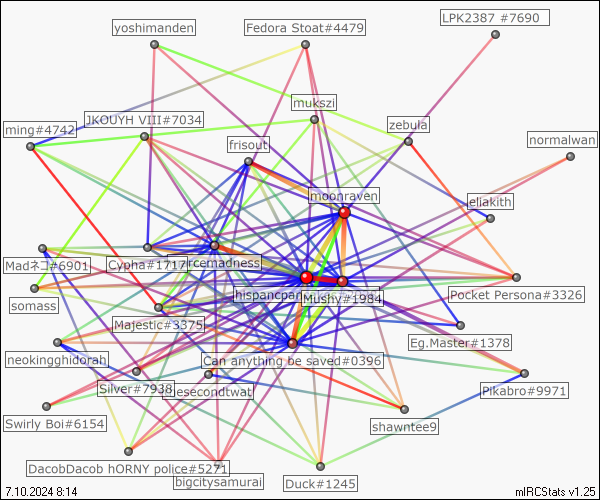 LPK2387 #7690
yoshimanden
Fedora Stoat#4479
mukszi
JKOUYH VIII#7034
ming#4742
zebula
normalwan
frisout
moonraven
eliakith
Madネコ#6901
Cypha#1717
rcemadness
hispancpan
Mushy#1984
Pocket Persona#3326
somass
Majestic#3375
Eg.Master#1378
neokingghidorah
Can anything be saved#0396
Silver#7938
jesecondtwat
Pikabro#9971
Swirly Boi#6154
shawntee9
DacobDacob hORNY police#5271
bigcitysamurai
Duck#1245
7.10.2024 8:14
mIRCStats v1.25